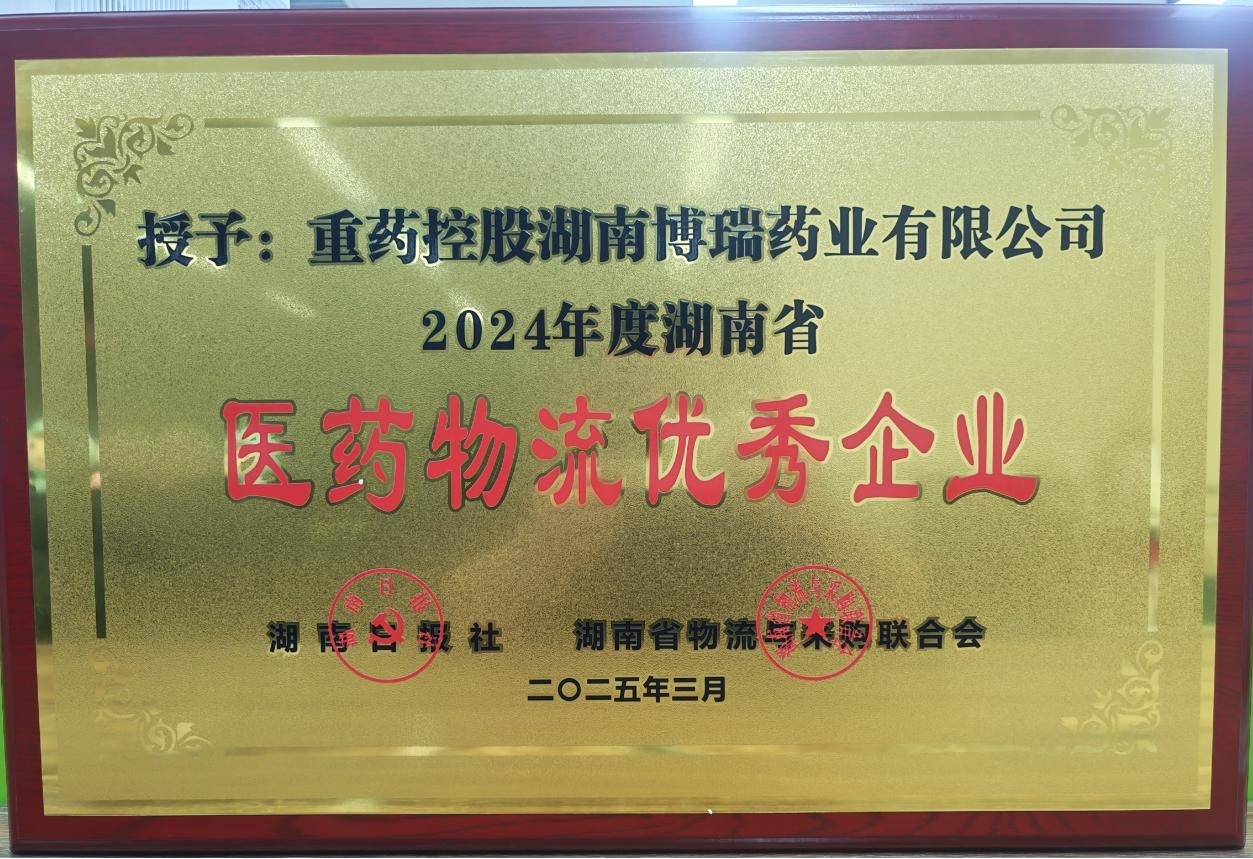 授予：重药控股湖南博瑞药业有限公司
2024年度湖南省
医药物流优秀企业
湖南日报社 湖南省物流与采购联合会
二〇二五年三月